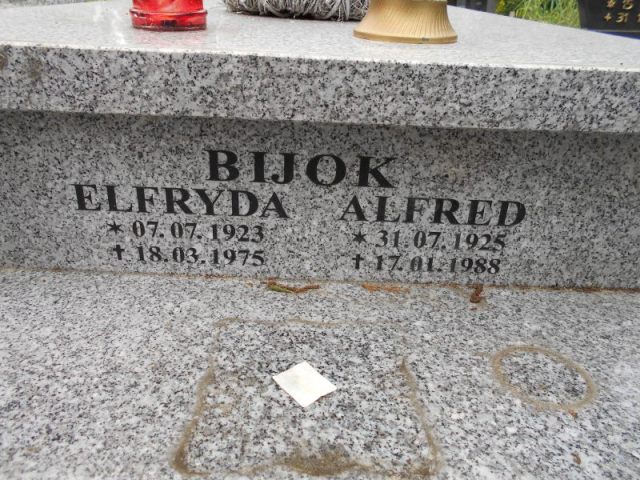 BIJOK
ELFRYDA ALFRED
* 07. 07. 1923 * 31 07. 1925
† 18. 03. 1975 † 17. 01. 1988